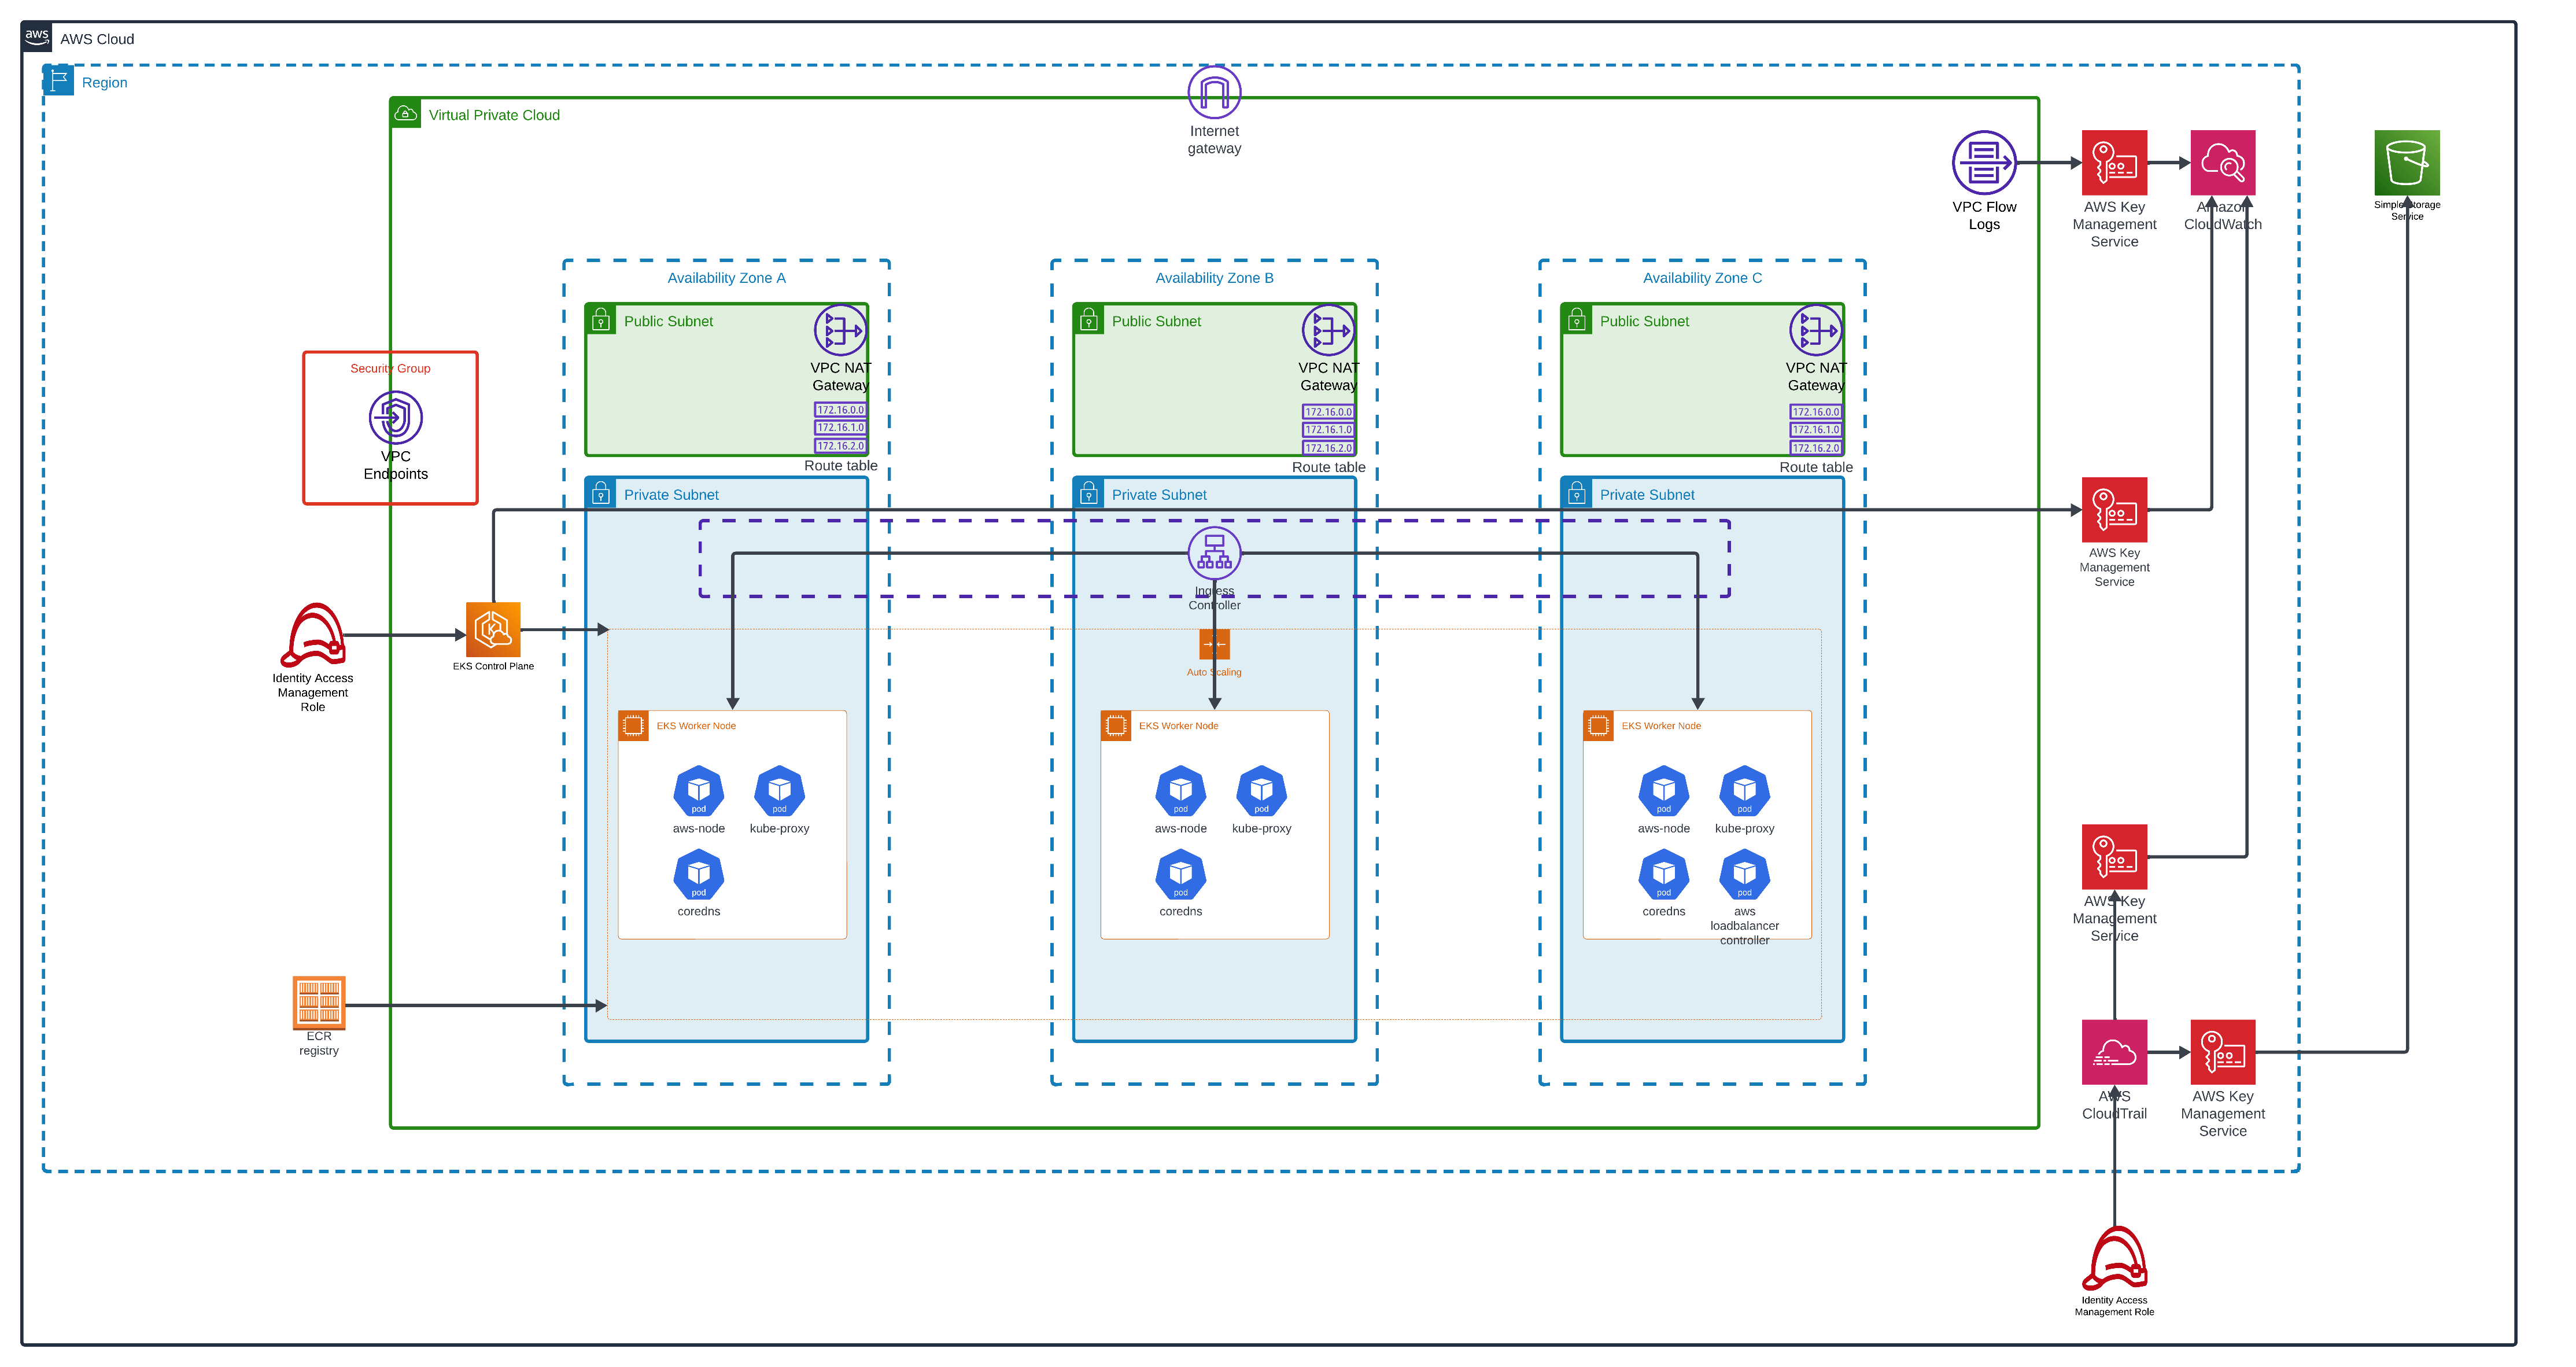 aws
AWS Cloud
Region
Virtual Private Cloud
Internet
gateway
VPC Flow
Logs
AWS Key
Management
Service
Amazon
CloudWatch
Simple Storage
Service
Availability Zone A
Availability Zone B
Availability Zone C
Public Subnet
VPC NAT
Gateway
172.16.0.0
172.16.1.0
172.16.2.0
Route table
Public Subnet
VPC NAT
Gateway
172.16.0.0
172.16.1.0
172.16.2.0
Route table
Public Subnet
VPC NAT
Gateway
172.16.0.0
172.16.1.0
172.16.2.0
Route table
Security Group
VPC
Endpoints
Private Subnet
Private Subnet
Private Subnet
AWS Key
Management
Service
Ingress
Controller
Identity Access
Management
Role
EKS Control Plane
Auto Scaling
EKS Worker Node
pod
aws-node
pod
kube-proxy
pod
coredns
EKS Worker Node
pod
aws-node
pod
kube-proxy
pod
coredns
EKS Worker Node
pod
aws-node
pod
kube-proxy
pod
coredns
pod
aws
loadbalancer
controller
AWS Key
Management
Service
ECR
registry
AWS
CloudTrail
AWS Key
Management
Service
Identity Access
Management Role